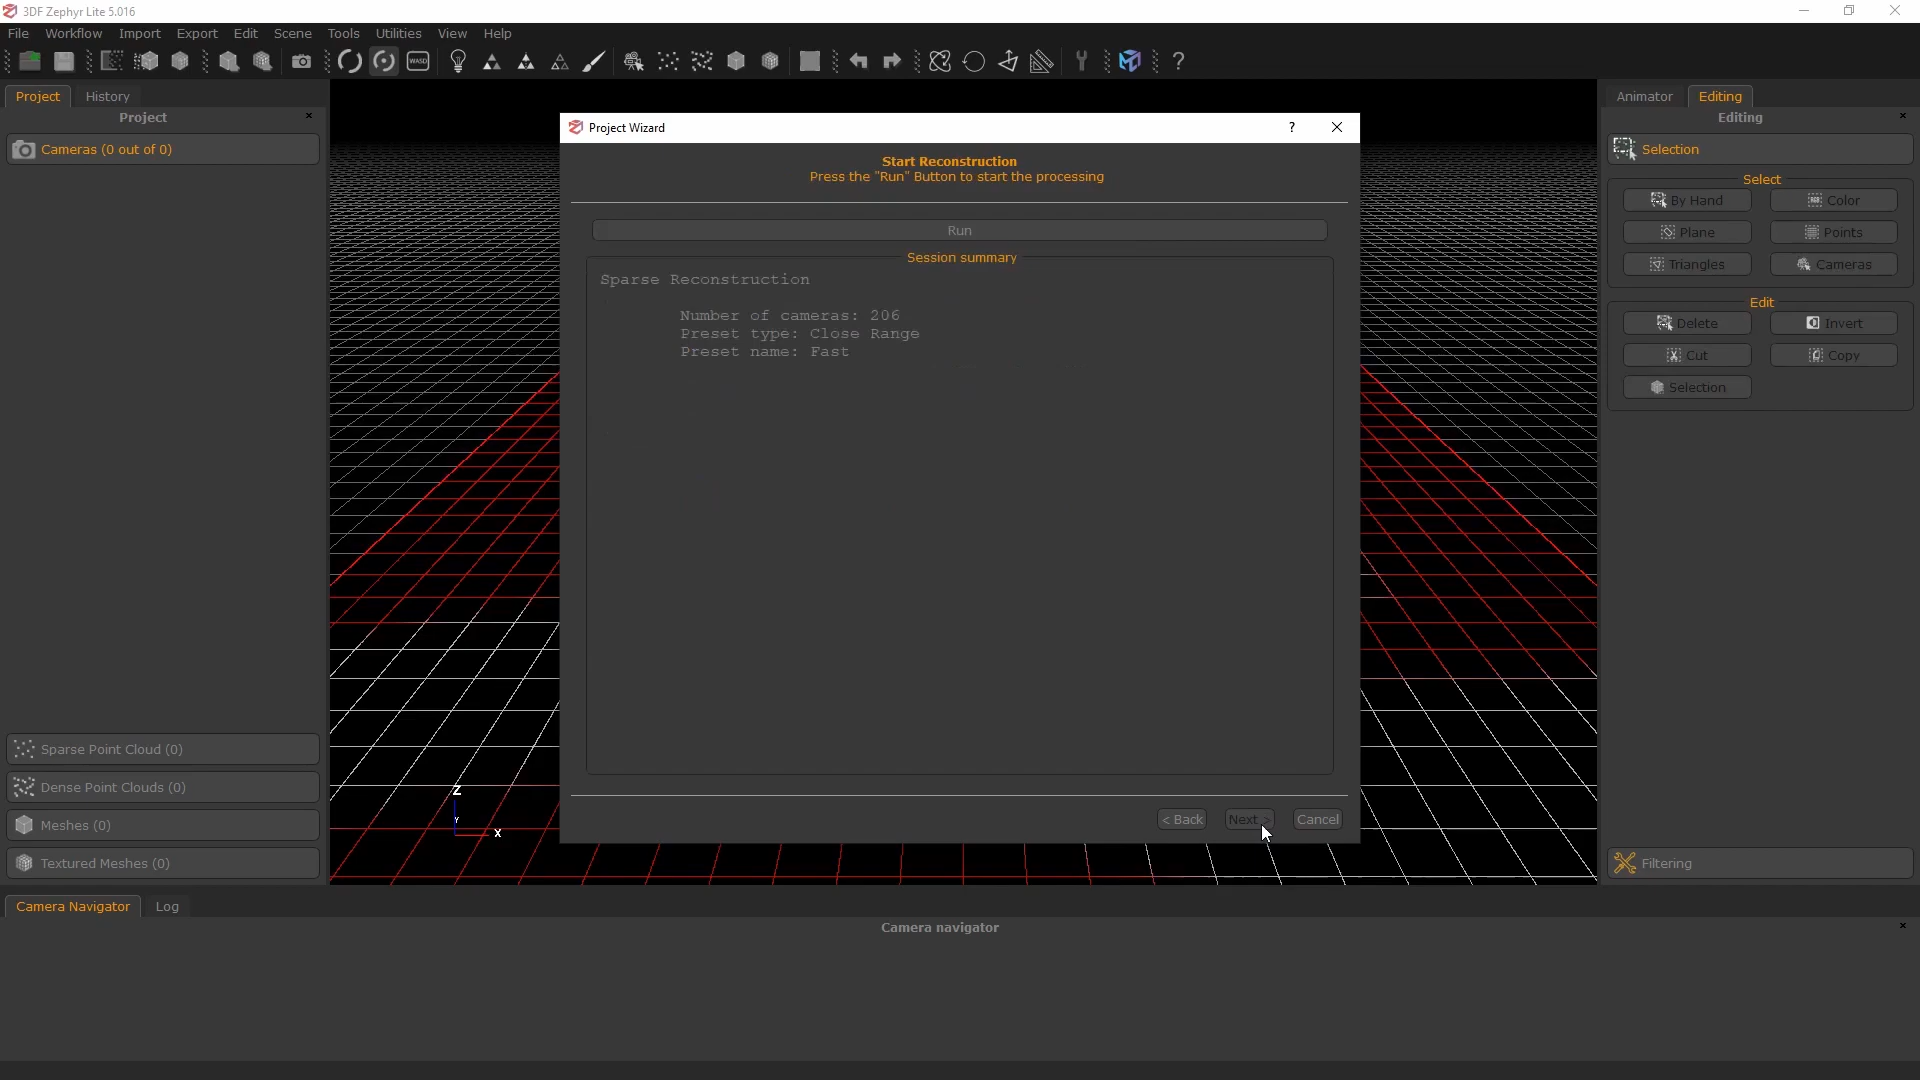 3DF Zephyr Lite 5.016
File Workflow Import Export Edit Scene Tools Utilities View Help
WASD
?
Project History
Project
Cameras (0 out of 0)
Sparse Point Cloud (0)
Dense Point Clouds (0)
Meshes (0)
Textured Meshes (0)
Z
Y
X
Project Wizard ?
Start Reconstruction
Press the "Run" Button to start the processing
Run
Session summary
Sparse Reconstruction
Number of cameras: 206
Preset type: Close Range
Preset name: Fast
< Back Next > Cancel
Animator Editing
Editing
Selection
Select
By Hand Color
Plane Points
Triangles Cameras
Edit
Delete Invert
Cut Copy
Selection
Filtering
Camera Navigator Log
Camera navigator